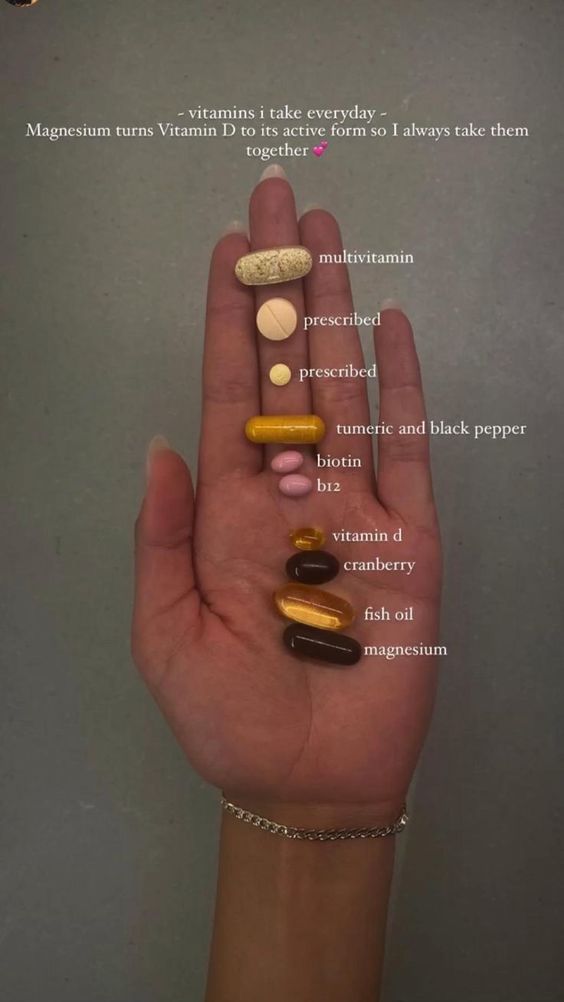 - vitamins i take everyday -
Magnesium turns Vitamin D to its active form so I always take them
together 💕
multivitamin
prescribed
prescribed
tumeric and black pepper
biotin
b12
vitamin d
cranberry
fish oil
magnesium